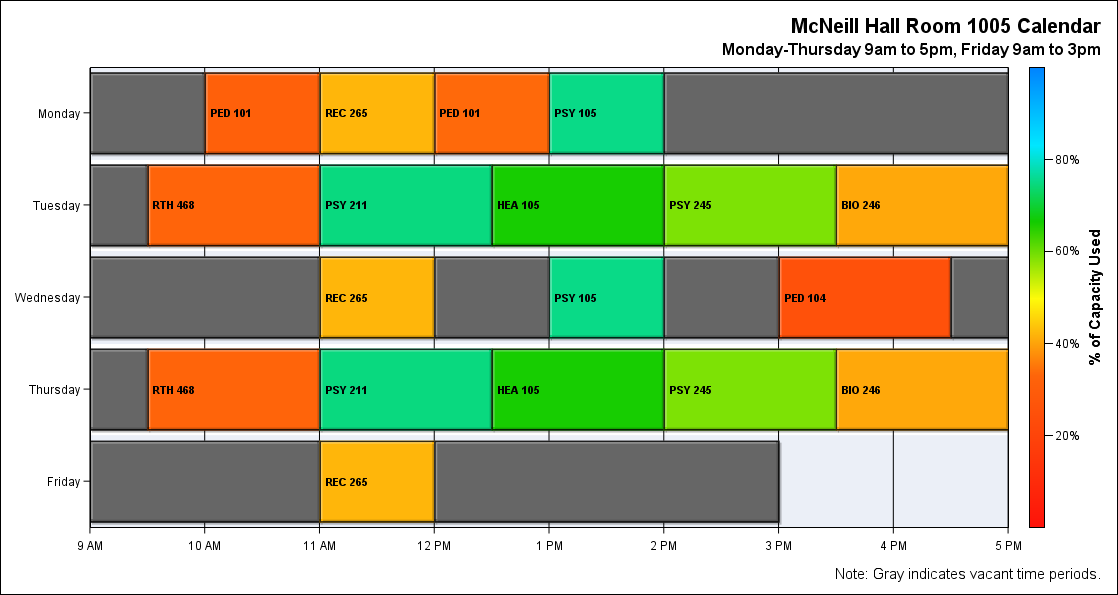 McNeill Hall Room 1005 Calendar
Monday-Thursday 9am to 5pm, Friday 9am to 3pm
Monday
PED 101
REC 265
PED 101
PSY 105
Tuesday
RTH 468
PSY 211
HEA 105
PSY 245
BIO 246
Wednesday
REC 265
PSY 105
PED 104
Thursday
RTH 468
PSY 211
HEA 105
PSY 245
BIO 246
Friday
REC 265
9 AM
10 AM
11 AM
12 PM
1 PM
2 PM
3 PM
4 PM
5 PM
80%
60%
40%
20%
% of Capacity Used
Note: Gray indicates vacant time periods.